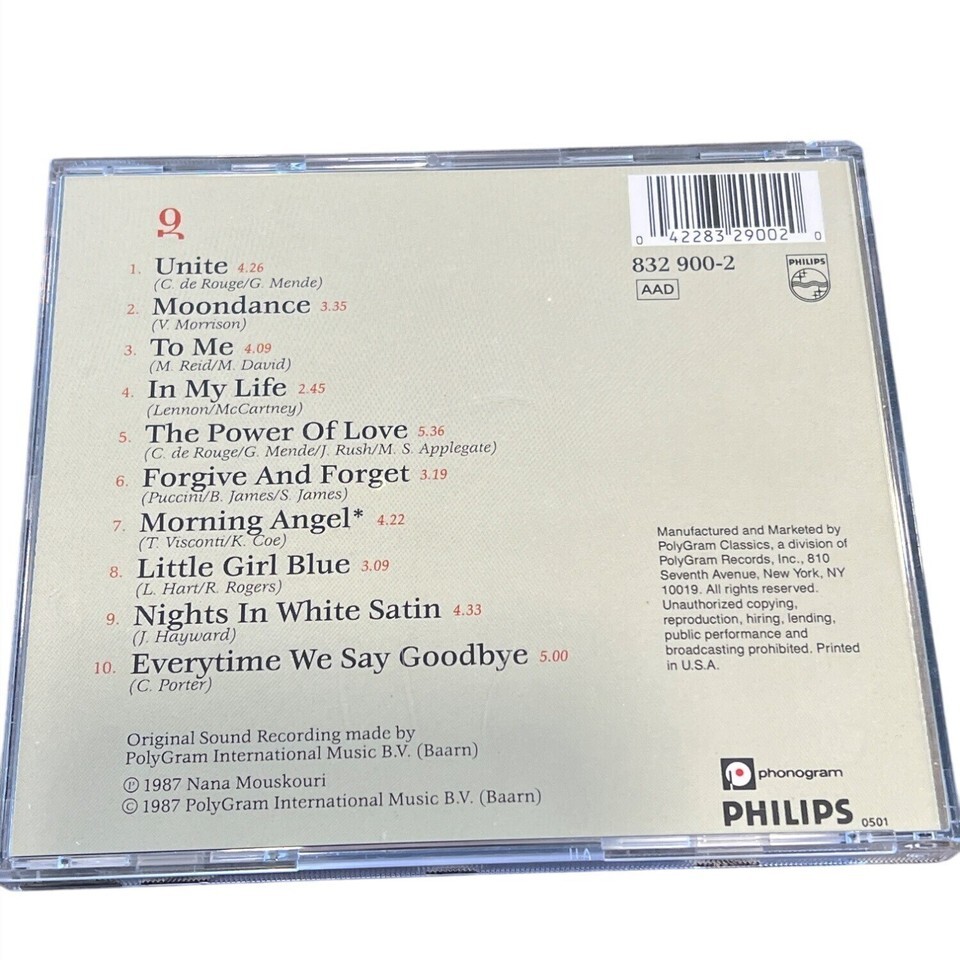 0 42283 29002 0
832 900-2
AAD
PHILIPS
1. Unite 4.26
(C. de Rouge/G. Mende)
2. Moondance 3.35
(V. Morrison)
3. To Me 4.09
(M. Reid/M. David)
4. In My Life 2.45
(Lennon/McCartney)
5. The Power Of Love 5.36
(C. de Rouge/G. Mende/J. Rush/M. S. Applegate)
6. Forgive And Forget 3.19
(Puccini/B. James/S. James)
7. Morning Angel* 4.22
(T. Visconti/K. Coe)
8. Little Girl Blue 3.09
(L. Hart/R. Rogers)
9. Nights In White Satin 4.33
(J. Hayward)
10. Everytime We Say Goodbye 5.00
(C. Porter)
Original Sound Recording made by
PolyGram International Music B.V. (Baarn)
℗ 1987 Nana Mouskouri
© 1987 PolyGram International Music B.V. (Baarn)
Manufactured and Marketed by
PolyGram Classics, a division of
PolyGram Records, Inc., 810
Seventh Avenue, New York, NY
10019. All rights reserved.
Unauthorized copying,
reproduction, hiring, lending,
public performance and
broadcasting prohibited. Printed
in U.S.A.
phonogram
PHILIPS 0501